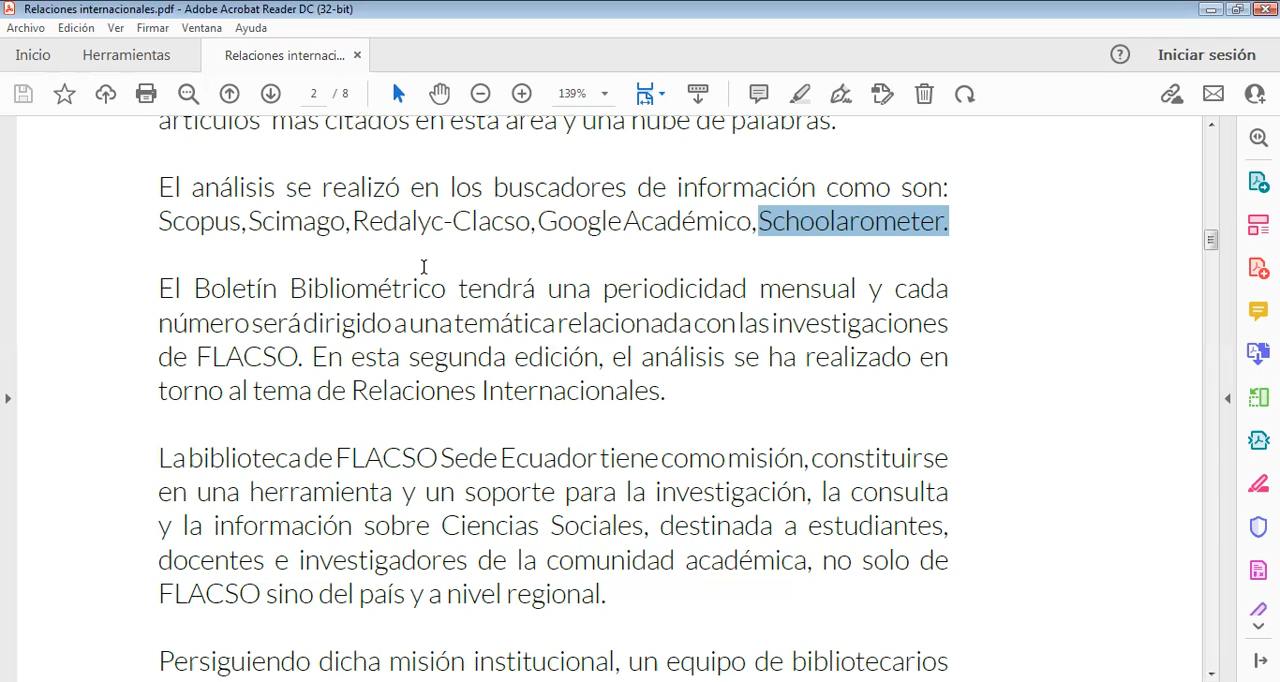 Relaciones internacionales.pdf - Adobe Acrobat Reader DC (32-bit)
Archivo Edición Ver Firmar Ventana Ayuda
Inicio Herramientas Relaciones internaci... × ? Iniciar sesión
2 / 8 139%
artículos más citados en esta área y una nube de palabras.
El análisis se realizó en los buscadores de información como son:
Scopus, Scimago, Redalyc-Clacso, Google Académico, Schoolarometer.
El Boletín Bibliométrico tendrá una periodicidad mensual y cada
número será dirigido a una temática relacionada con las investigaciones
de FLACSO. En esta segunda edición, el análisis se ha realizado en
torno al tema de Relaciones Internacionales.
La biblioteca de FLACSO Sede Ecuador tiene como misión, constituirse
en una herramienta y un soporte para la investigación, la consulta
y la información sobre Ciencias Sociales, destinada a estudiantes,
docentes e investigadores de la comunidad académica, no solo de
FLACSO sino del país y a nivel regional.
Persiguiendo dicha misión institucional, un equipo de bibliotecarios